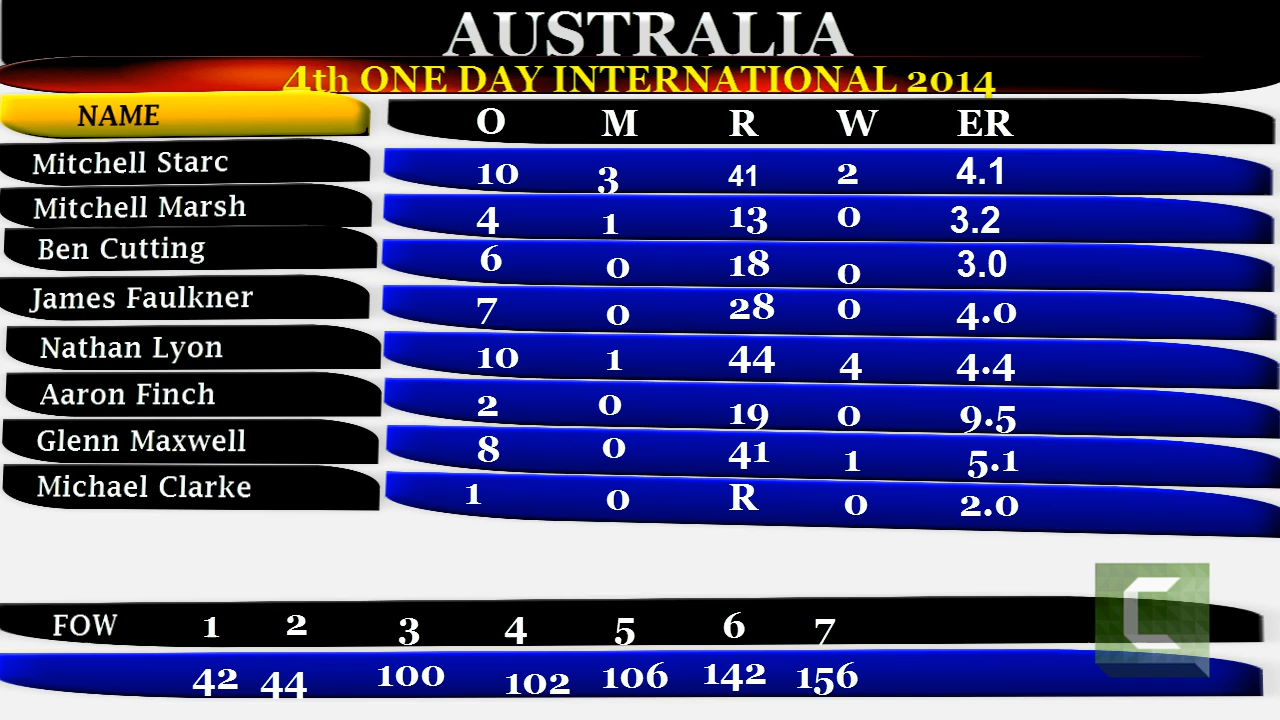 AUSTRALIA
4th ONE DAY INTERNATIONAL 2014
NAME O M R W ER
Mitchell Starc 10 3 41 2 4.1
Mitchell Marsh 4 1 13 0 3.2
Ben Cutting 6 0 18 0 3.0
James Faulkner 7 0 28 0 4.0
Nathan Lyon 10 1 44 4 4.4
Aaron Finch 2 0 19 0 9.5
Glenn Maxwell 8 0 41 1 5.1
Michael Clarke 1 0 R 0 2.0
FOW 1 2 3 4 5 6 7
42 44 100 102 106 142 156